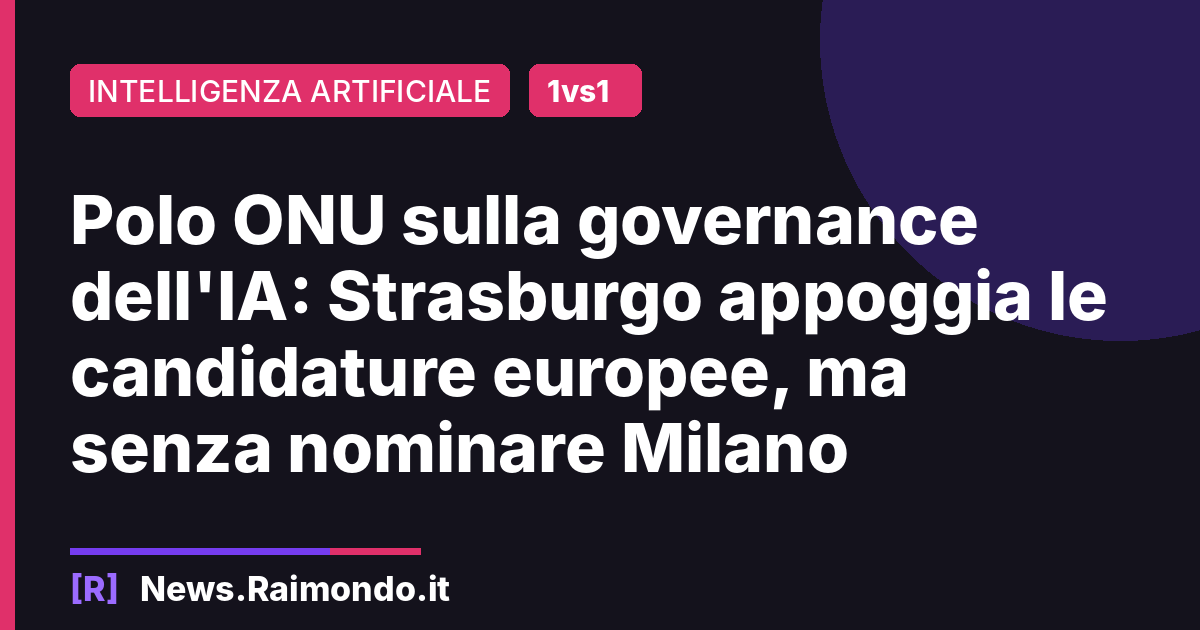 INTELLIGENZA ARTIFICIALE 1vs1
Polo ONU sulla governance
dell'IA: Strasburgo appoggia le
candidature europee, ma
senza nominare Milano
[R] News.Raimondo.it